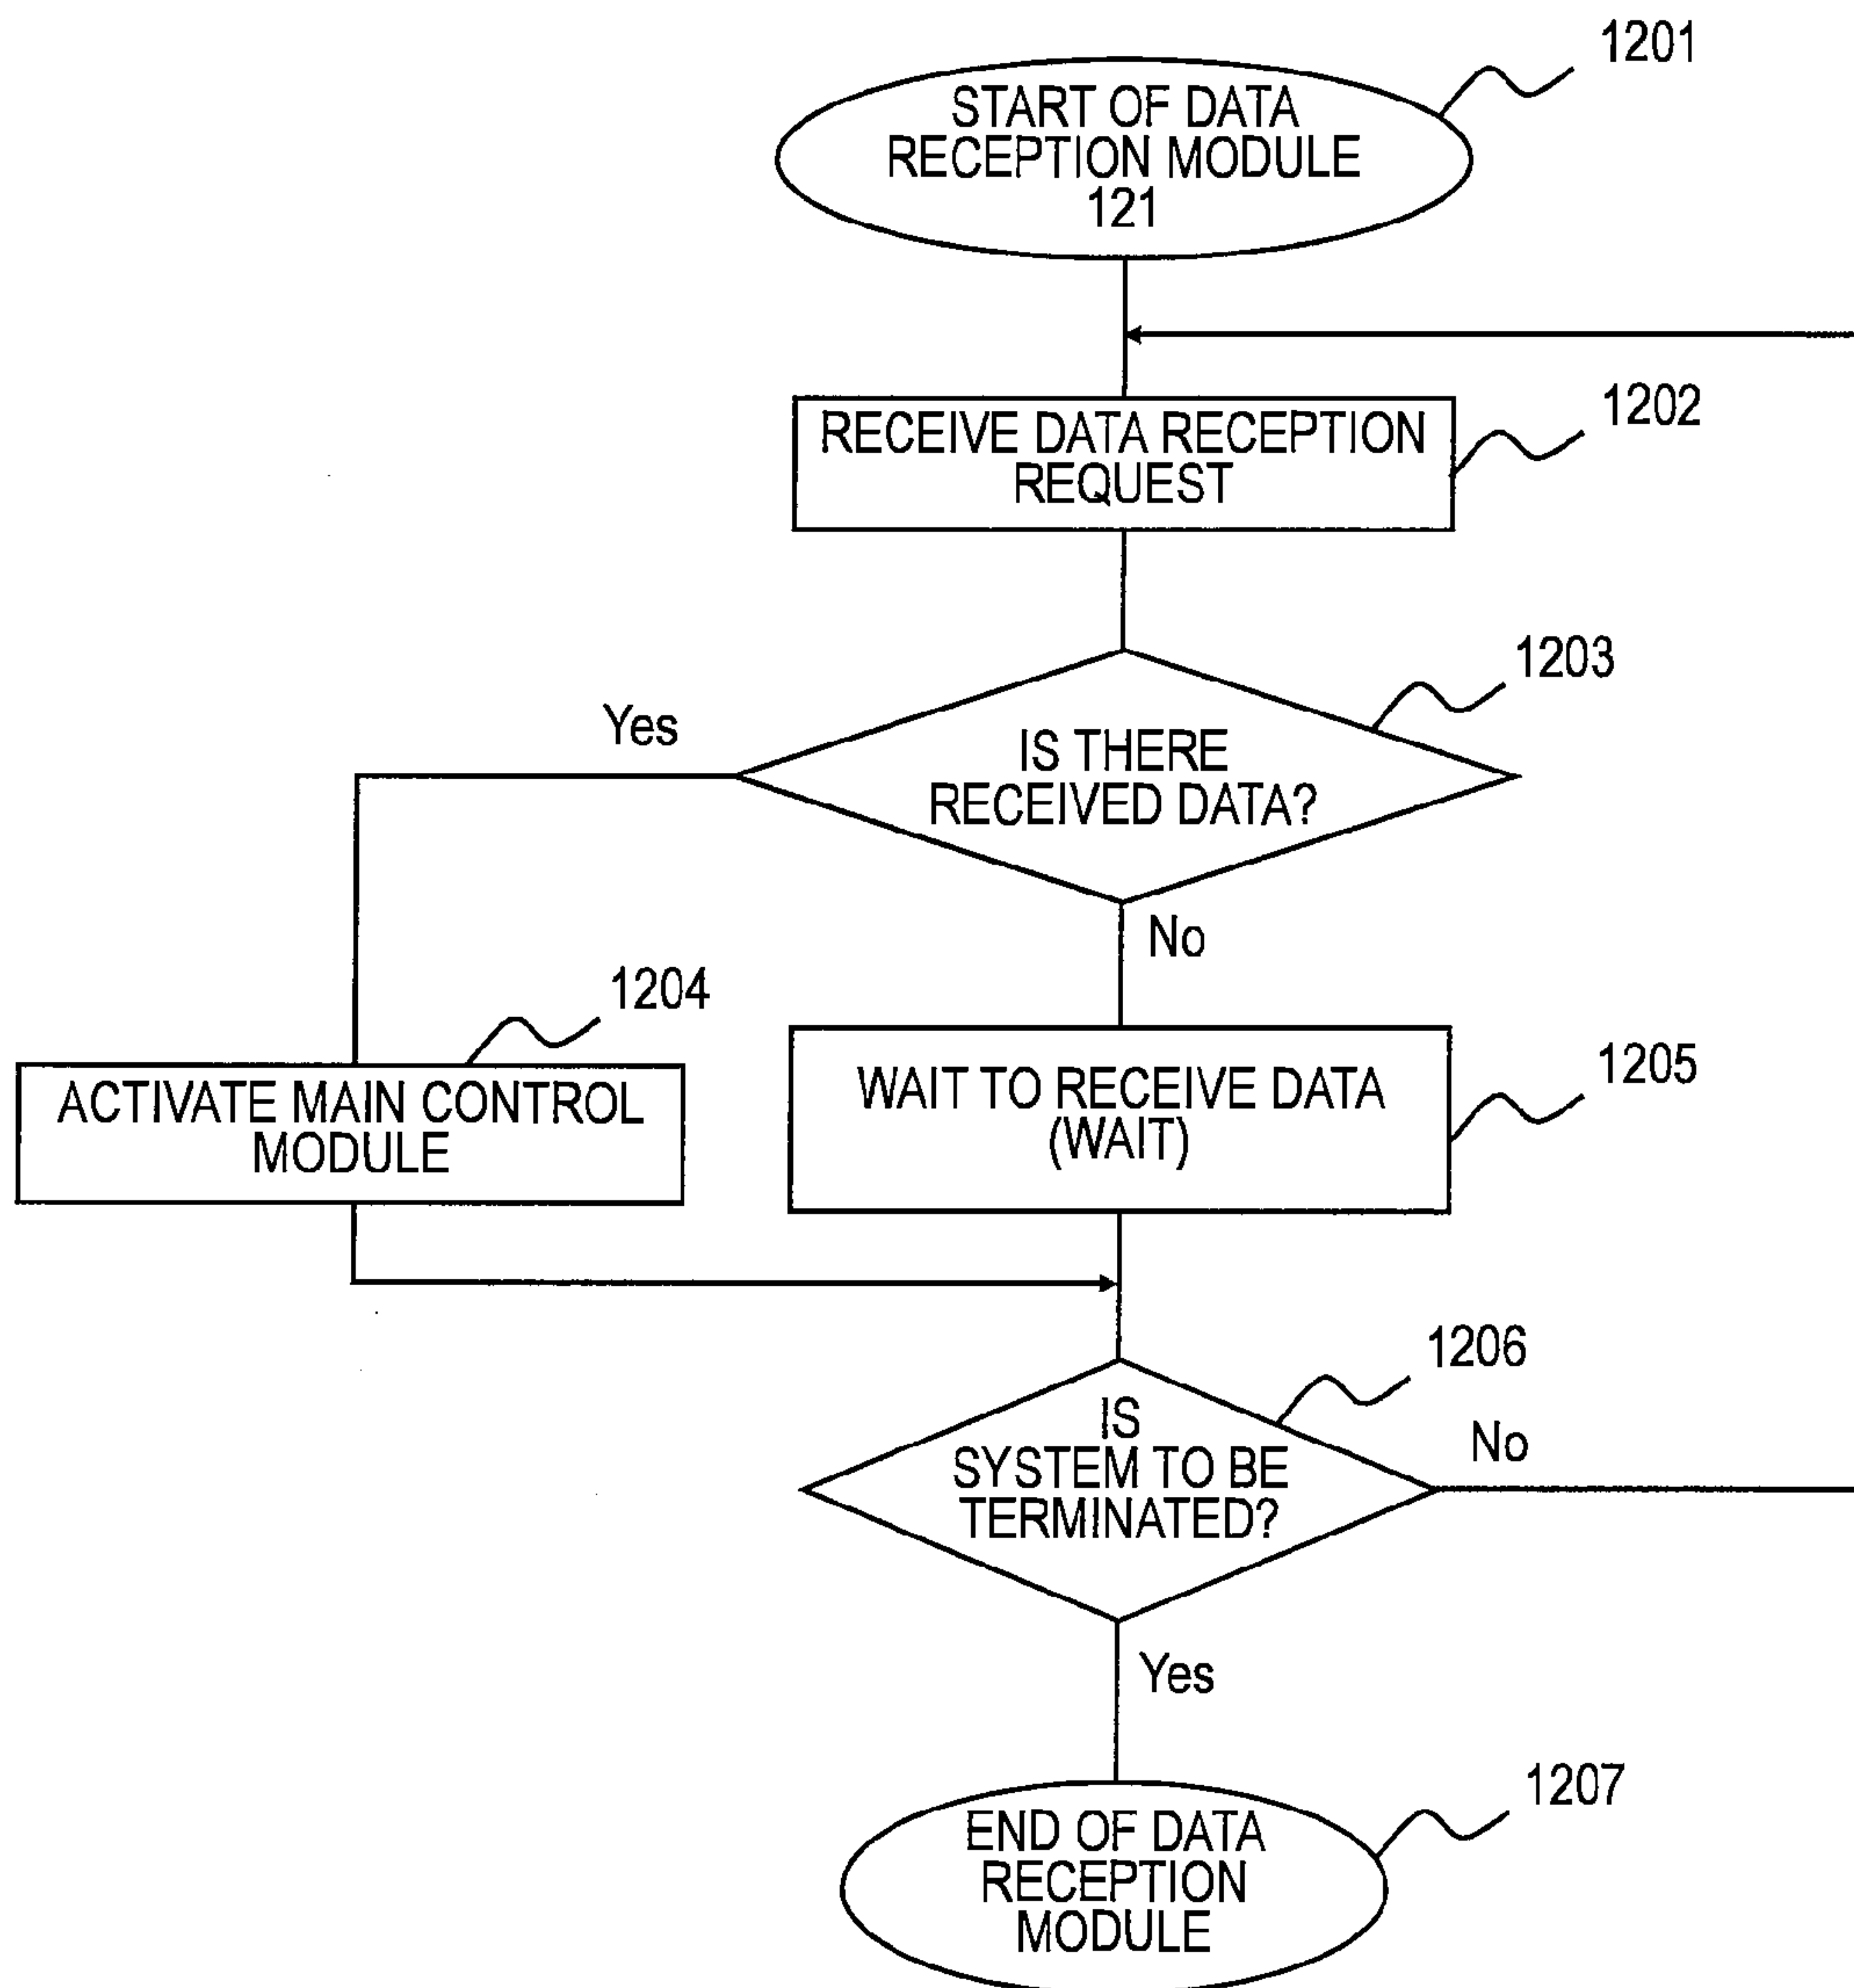 1201
START OF DATA
RECEPTION MODULE
121
1202
RECEIVE DATA RECEPTION
REQUEST
1203
Yes
IS THERE
RECEIVED DATA?
No
1204
ACTIVATE MAIN CONTROL
MODULE
1205
WAIT TO RECEIVE DATA
(WAIT)
1206
IS
SYSTEM TO BE
TERMINATED?
No
Yes
1207
END OF DATA
RECEPTION
MODULE